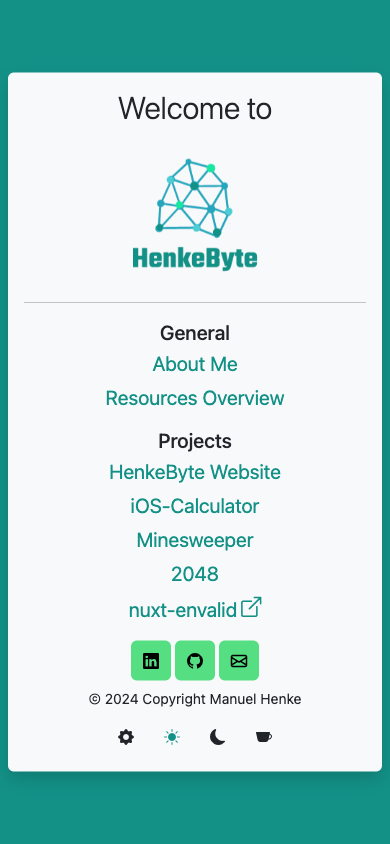 Welcome to
HenkeByte
General
About Me
Resources Overview
Projects
HenkeByte Website
iOS-Calculator
Minesweeper
2048
nuxt-envalid
© 2024 Copyright Manuel Henke